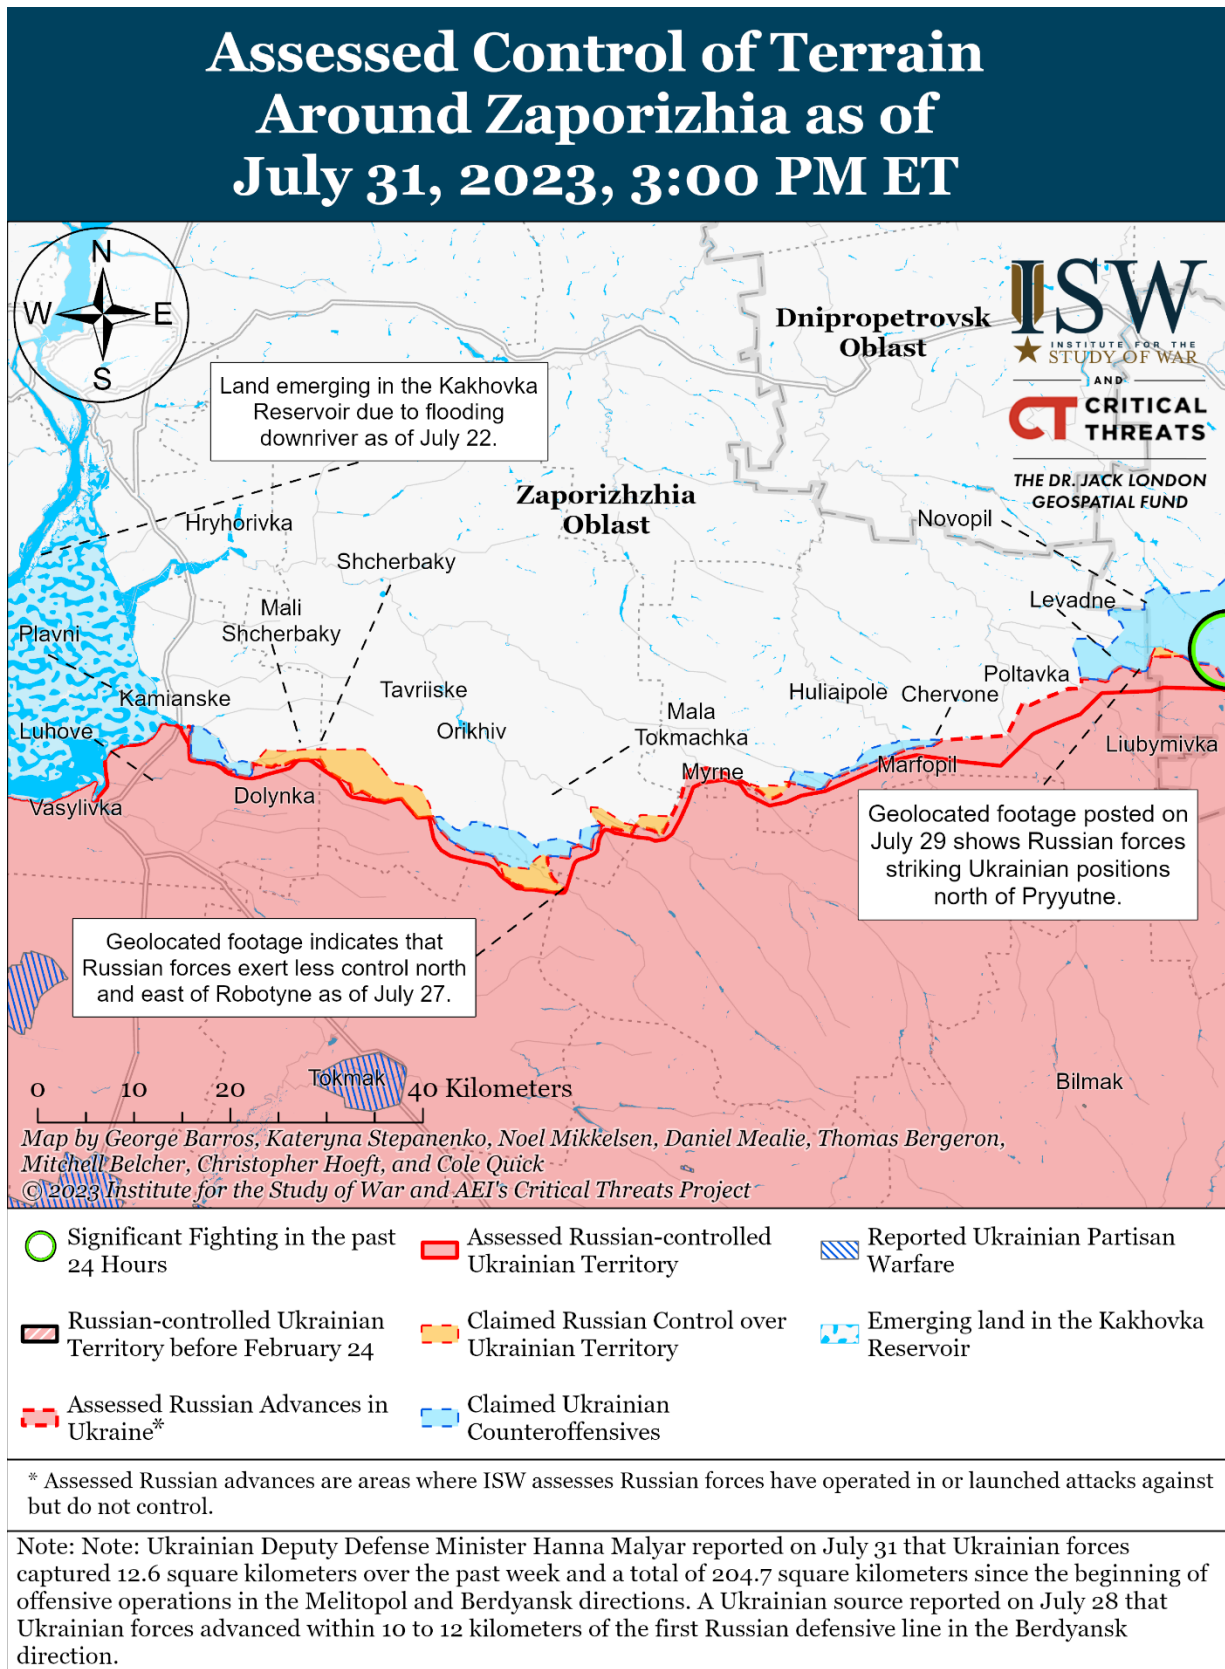 Assessed Control of Terrain
Around Zaporizhia as of
July 31, 2023, 3:00 PM ET
N
W
E
S
ISW
INSTITUTE FOR THE
STUDY OF WAR
AND
CT CRITICAL
THREATS
THE DR. JACK LONDON
GEOSPATIAL FUND
Dnipropetrovsk
Oblast
Land emerging in the Kakhovka
Reservoir due to flooding
downriver as of July 22.
Zaporizhzhia
Oblast
Novopil
Hryhorivka
Shcherbaky
Levadne
Mali
Shcherbaky
Plavni
Poltavka
Kamianske
Tavriiske
Huliaipole
Chervone
Mala
Tokmachka
Luhove
Orikhiv
Liubymivka
Marfopil
Myrne
Dolynka
Vasylivka
Geolocated footage posted on
July 29 shows Russian forces
striking Ukrainian positions
north of Pryyutne.
Geolocated footage indicates that
Russian forces exert less control north
and east of Robotyne as of July 27.
Tokmak
Bilmak
0 10 20 40 Kilometers
Map by George Barros, Kateryna Stepanenko, Noel Mikkelsen, Daniel Mealie, Thomas Bergeron,
Mitchell Belcher, Christopher Hoeft, and Cole Quick
© 2023 Institute for the Study of War and AEI's Critical Threats Project
Significant Fighting in the past
24 Hours
Assessed Russian-controlled
Ukrainian Territory
Reported Ukrainian Partisan
Warfare
Russian-controlled Ukrainian
Territory before February 24
Claimed Russian Control over
Ukrainian Territory
Emerging land in the Kakhovka
Reservoir
Assessed Russian Advances in
Ukraine*
Claimed Ukrainian
Counteroffensives
* Assessed Russian advances are areas where ISW assesses Russian forces have operated in or launched attacks against
but do not control.
Note: Note: Ukrainian Deputy Defense Minister Hanna Malyar reported on July 31 that Ukrainian forces
captured 12.6 square kilometers over the past week and a total of 204.7 square kilometers since the beginning of
offensive operations in the Melitopol and Berdyansk directions. A Ukrainian source reported on July 28 that
Ukrainian forces advanced within 10 to 12 kilometers of the first Russian defensive line in the Berdyansk
direction.